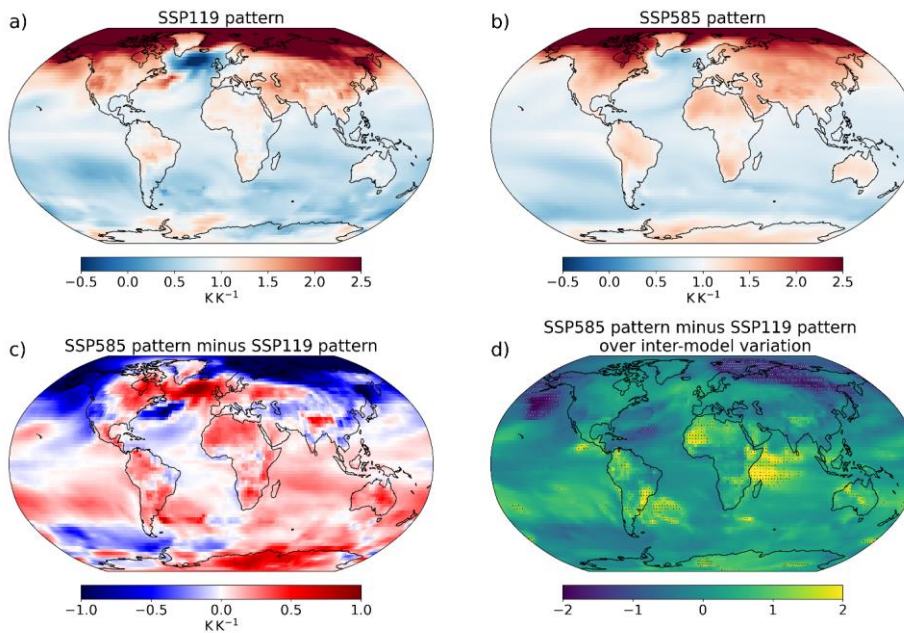 a)
SSP119 pattern
−0.5 0.0 0.5 1.0 1.5 2.0 2.5
K K⁻¹
b)
SSP585 pattern
−0.5 0.0 0.5 1.0 1.5 2.0 2.5
K K⁻¹
c)
SSP585 pattern minus SSP119 pattern
−1.0 −0.5 0.0 0.5 1.0
K K⁻¹
d)
SSP585 pattern minus SSP119 pattern
over inter-model variation
−2 −1 0 1 2